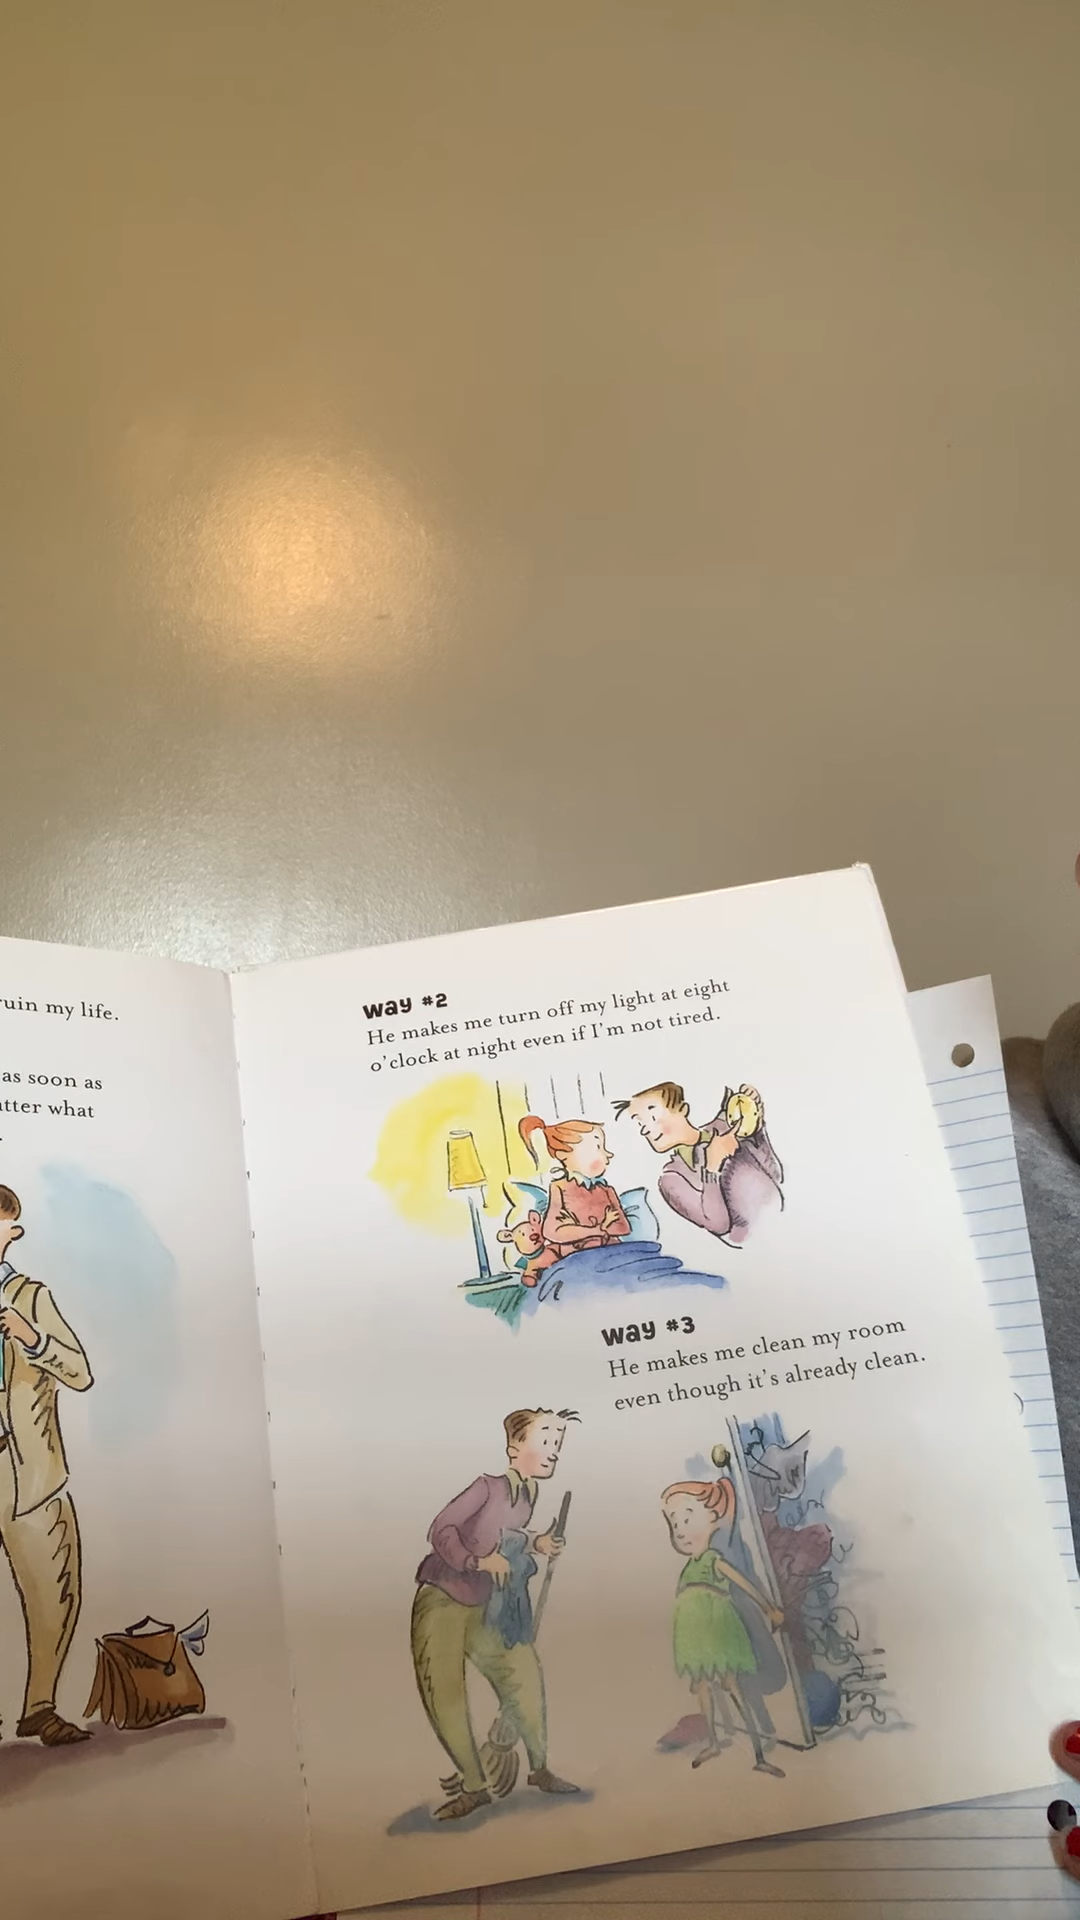 ruin my life.
as soon as
what
way #2
He makes me turn off my light at eight
o'clock at night even if I'm not tired.
way #3
He makes me clean my room
even though it's already clean.